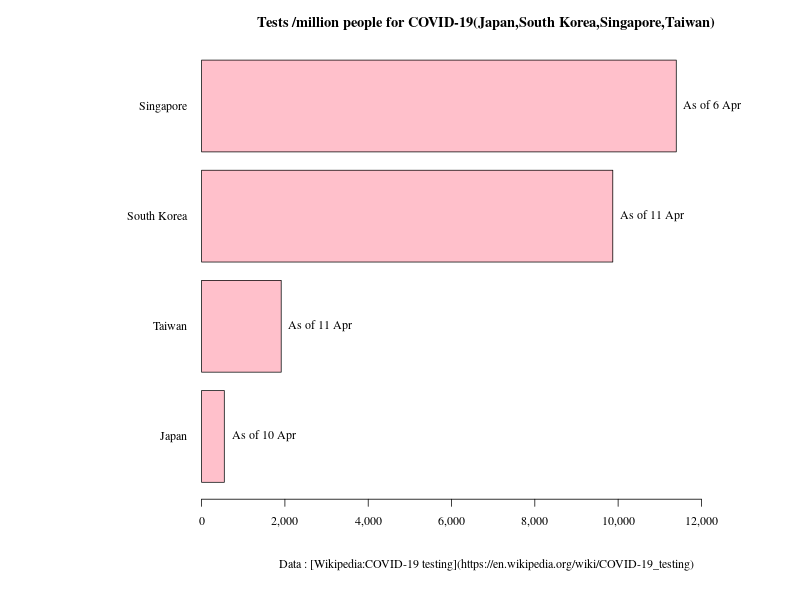 Tests /million people for COVID-19(Japan,South Korea,Singapore,Taiwan)
Singapore As of 6 Apr
South Korea As of 11 Apr
Taiwan As of 11 Apr
Japan As of 10 Apr
0 2,000 4,000 6,000 8,000 10,000 12,000
Data : [Wikipedia:COVID-19 testing](https://en.wikipedia.org/wiki/COVID-19_testing)